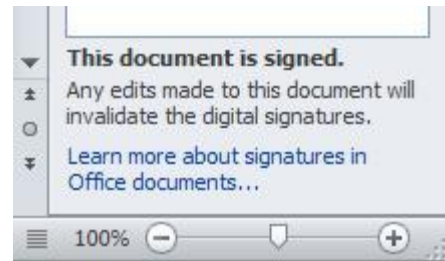 This document is signed.
Any edits made to this document will
invalidate the digital signatures.
Learn more about signatures in
Office documents...
100%